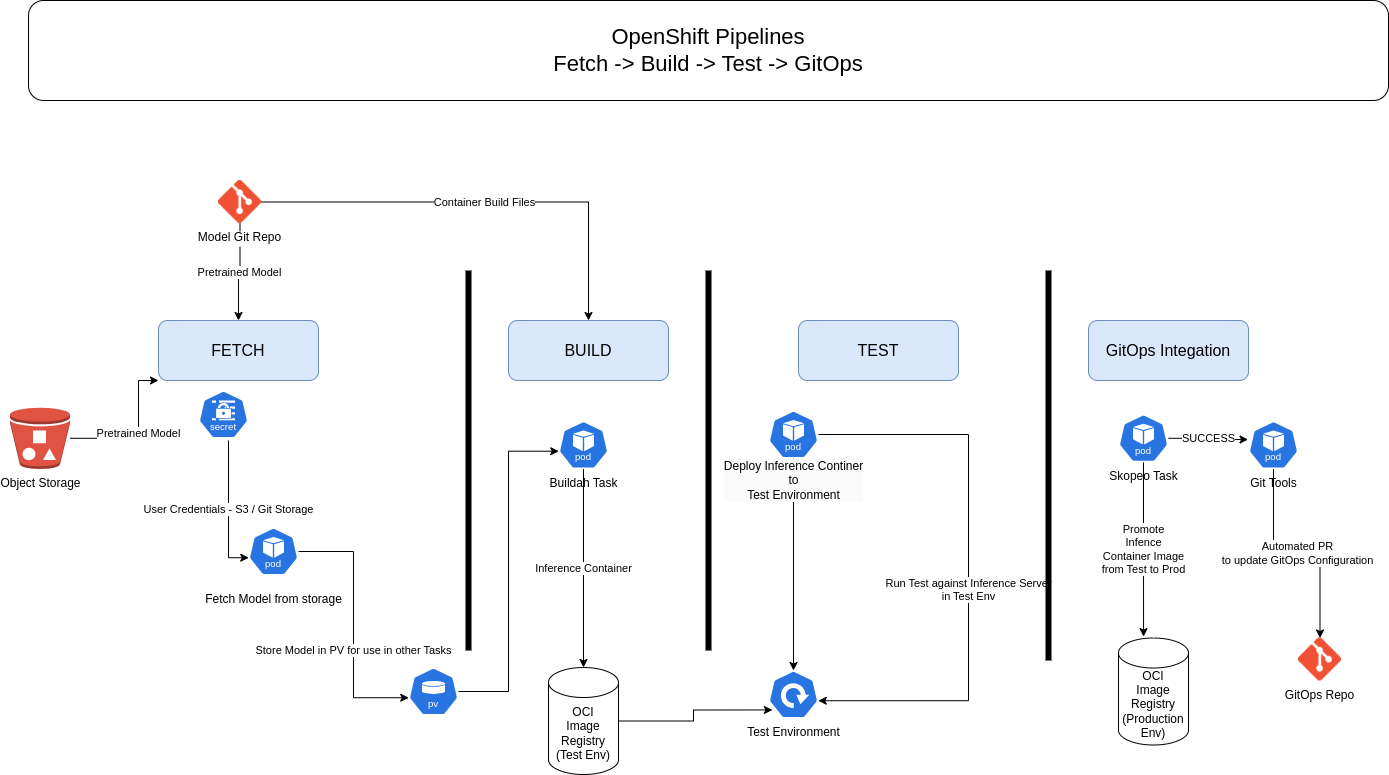 OpenShift Pipelines
Fetch -> Build -> Test -> GitOps
Container Build Files
Model Git Repo
Pretrained Model
FETCH
BUILD
TEST
GitOps Integation
secret
Pretrained Model
Object Storage
User Credentials - S3 / Git Storage
pod
Fetch Model from storage
Store Model in PV for use in other Tasks
pv
pod
Buildah Task
Inference Container
OCI
Image
Registry
(Test Env)
pod
Deploy Inference Continer
to
Test Environment
Run Test against Inference Serve
in Test Env
Test Environment
pod
SUCCESS
pod
Skopeo Task
Git Tools
Promote
Infence
Container Image
from Test to Prod
Automated PR
to update GitOps Configuration
OCI
Image
Registry
(Production
Env)
GitOps Repo